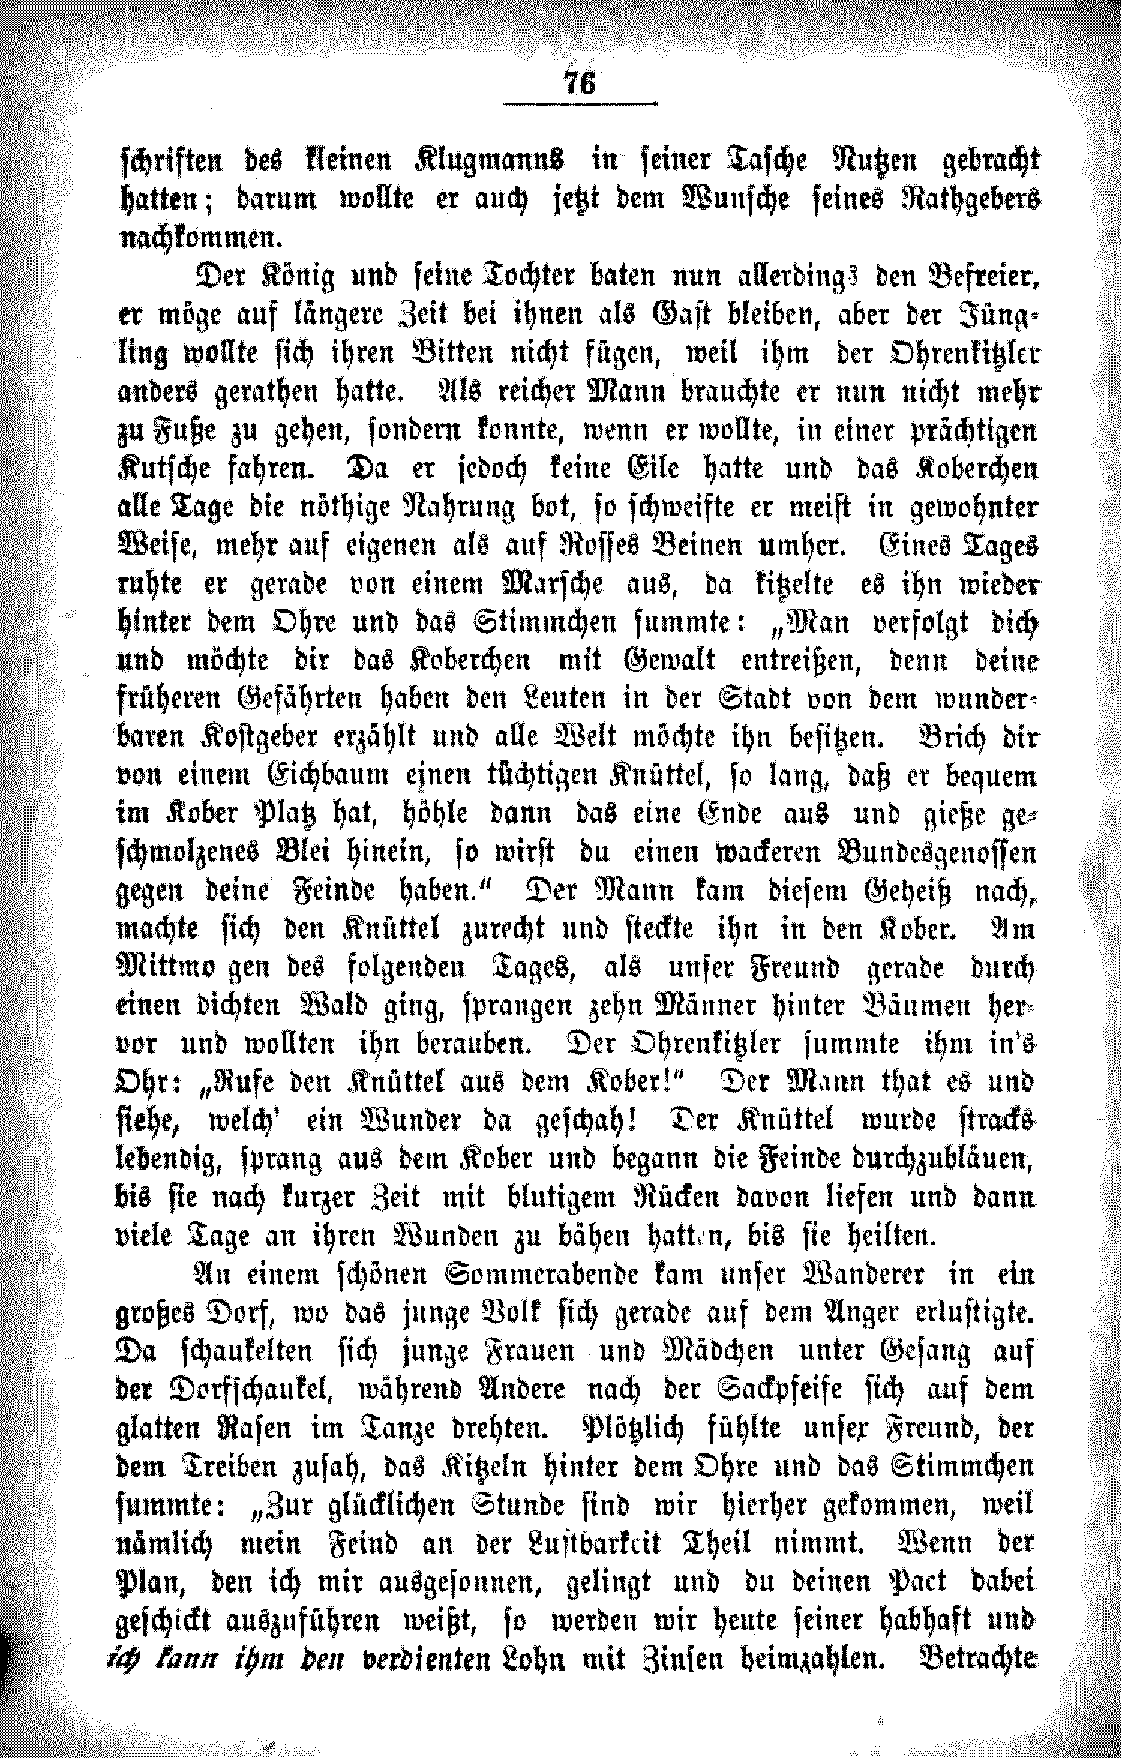 76
schriften des kleinen Klugmanns in seiner Tasche Nutzen gebracht
hatten; darum wollte er auch jetzt dem Wunsche seines Rathgebers
nachkommen.
Der König und seine Tochter baten nun allerdings den Befreier,
er möge auf längere Zeit bei ihnen als Gast bleiben, aber der Jüng-
ling wollte sich ihren Bitten nicht fügen, weil ihm der Ohrenkitzler
anders gerathen hatte. Als reicher Mann brauchte er nun nicht mehr
zu Fuße zu gehen, sondern konnte, wenn er wollte, in einer prächtigen
Kutsche fahren. Da er jedoch keine Eile hatte und das Koberchen
alle Tage die nöthige Nahrung bot, so schweifte er meist in gewohnter
Weise, mehr auf eigenen als auf Rosses Beinen umher. Eines Tages
ruhte er gerade von einem Marsche aus, da kitzelte es ihn wieder
hinter dem Ohre und das Stimmchen summte: „Man verfolgt dich
und möchte dir das Koberchen mit Gewalt entreißen, denn deine
früheren Gefährten haben den Leuten in der Stadt von dem wunder-
baren Kostgeber erzählt und alle Welt möchte ihn besitzen. Brich dir
von einem Eichbaum einen tüchtigen Knüttel, so lang, daß er bequem
im Kober Platz hat, höhle dann das eine Ende aus und gieße ge-
schmolzenes Blei hinein, so wirst du einen wackeren Bundesgenossen
gegen deine Feinde haben.“ Der Mann kam diesem Geheiß nach,
machte sich den Knüttel zurecht und steckte ihn in den Kober. Am
Mittmo gen des folgenden Tages, als unser Freund gerade durch
einen dichten Wald ging, sprangen zehn Männer hinter Bäumen her-
vor und wollten ihn berauben. Der Ohrenkitzler summte ihm in's
Ohr: „Rufe den Knüttel aus dem Kober!“ Der Mann that es und
siehe, welch' ein Wunder da geschah! Der Knüttel wurde stracks
lebendig, sprang aus dem Kober und begann die Feinde durchzubläuen,
bis sie nach kurzer Zeit mit blutigem Rücken davon liefen und dann
viele Tage an ihren Wunden zu bähen hatten, bis sie heilten.
An einem schönen Sommerabende kam unser Wanderer in ein
großes Dorf, wo das junge Volk sich gerade auf dem Anger erlustigte.
Da schaukelten sich junge Frauen und Mädchen unter Gesang auf
der Dorfschaukel, während Andere nach der Sackpfeife sich auf dem
glatten Rasen im Tanze drehten. Plötzlich fühlte unser Freund, der
dem Treiben zusah, das Kitzeln hinter dem Ohre und das Stimmchen
summte: „Zur glücklichen Stunde sind wir hierher gekommen, weil
nämlich mein Feind an der Lustbarkeit Theil nimmt. Wenn der
Plan, den ich mir ausgesonnen, gelingt und du deinen Pact dabei
geschickt auszuführen weißt, so werden wir heute seiner habhaft und
ich kann ihm den verdienten Lohn mit Zinsen heimzahlen. Betrachte